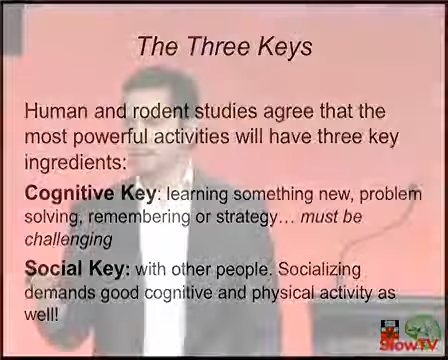 The Three Keys
Human and rodent studies agree that the
most powerful activities will have three key
ingredients:
Cognitive Key: learning something new, problem
solving, remembering or strategy… must be
challenging
Social Key: with other people. Socializing
demands good cognitive and physical activity as
well!
SlowTV